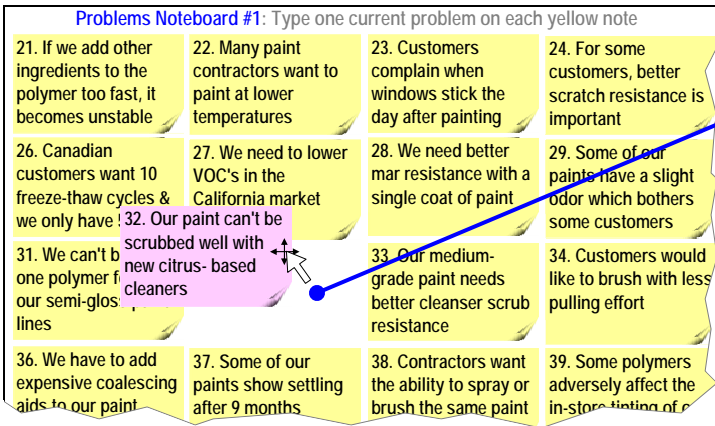 Problems Noteboard #1: Type one current problem on each yellow note
21. If we add other
ingredients to the
polymer too fast, it
becomes unstable
22. Many paint
contractors want to
paint at lower
temperatures
23. Customers
complain when
windows stick the
day after painting
24. For some
customers, better
scratch resistance is
important
26. Canadian
customers want 10
freeze-thaw cycles &
we only have
27. We need to lower
VOC's in the
California market
28. We need better
mar resistance with a
single coat of paint
29. Some of our
paints have a slight
odor which bothers
some customers
32. Our paint can't be
scrubbed well with
new citrus- based
cleaners
31. We can't
one polymer
our semi-gloss
lines
33. Our medium-
grade paint needs
better cleanser scrub
resistance
34. Customers would
like to brush with less
pulling effort
36. We have to add
expensive coalescing
aids to our paint
37. Some of our
paints show settling
after 9 months
38. Contractors want
the ability to spray or
brush the same paint
39. Some polymers
adversely affect the
in-store tinting of